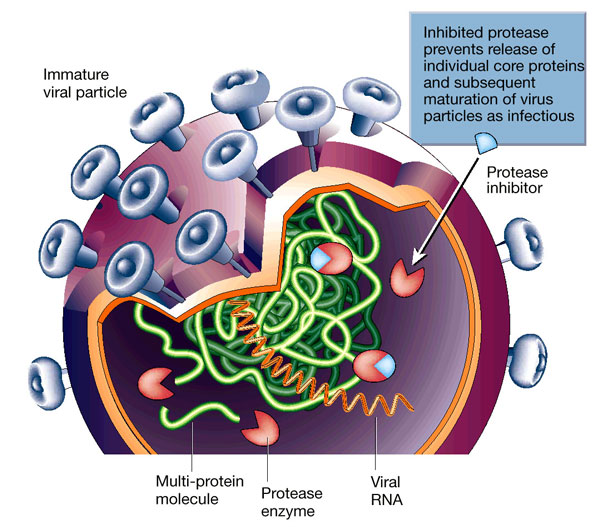 Inhibited protease
prevents release of
individual core proteins
and subsequent
maturation of virus
particles as infectious
Immature
viral particle
Protease
inhibitor
Multi-protein
molecule
Protease
enzyme
Viral
RNA